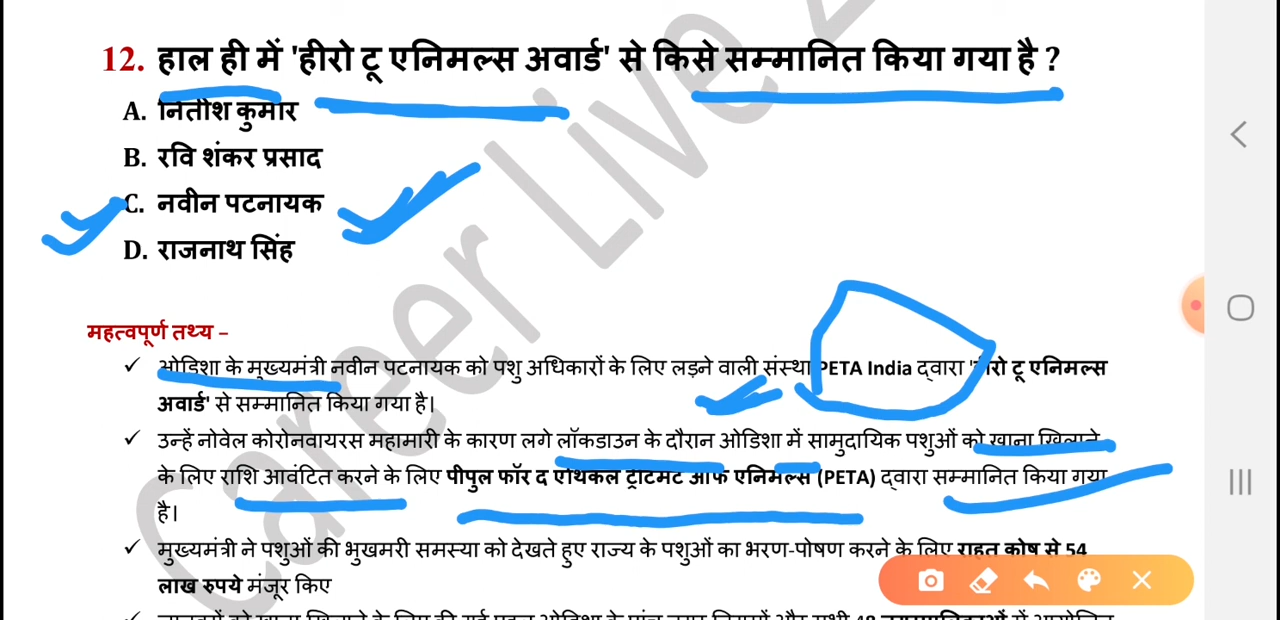 12. हाल ही में 'हीरो टू एनिमल्स अवार्ड' से किसे सम्मानित किया गया है ?
A. नितीश कुमार
B. रवि शंकर प्रसाद
C. नवीन पटनायक
D. राजनाथ सिंह
महत्वपूर्ण तथ्य –
✓ ओडिशा के मुख्यमंत्री नवीन पटनायक को पशु अधिकारों के लिए लड़ने वाली संस्था PETA India द्वारा 'हीरो टू एनिमल्स
अवार्ड' से सम्मानित किया गया है।
✓ उन्हें नोवेल कोरोनवायरस महामारी के कारण लगे लॉकडाउन के दौरान ओडिशा में सामुदायिक पशुओं को खाना खिलाने
के लिए राशि आवंटित करने के लिए पीपुल फॉर द एथिकल ट्रीटमेंट ऑफ एनिमल्स (PETA) द्वारा सम्मानित किया गया
है।
✓ मुख्यमंत्री ने पशुओं की भुखमरी समस्या को देखते हुए राज्य के पशुओं का भरण-पोषण करने के लिए राहत कोष से 54
लाख रुपये मंजूर किए
Career Live